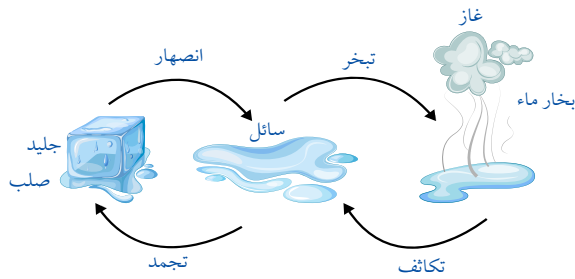 غاز
تبخر
انصهار
بخار ماء
سائل
جليد
صلب
تكاثف
تجمد